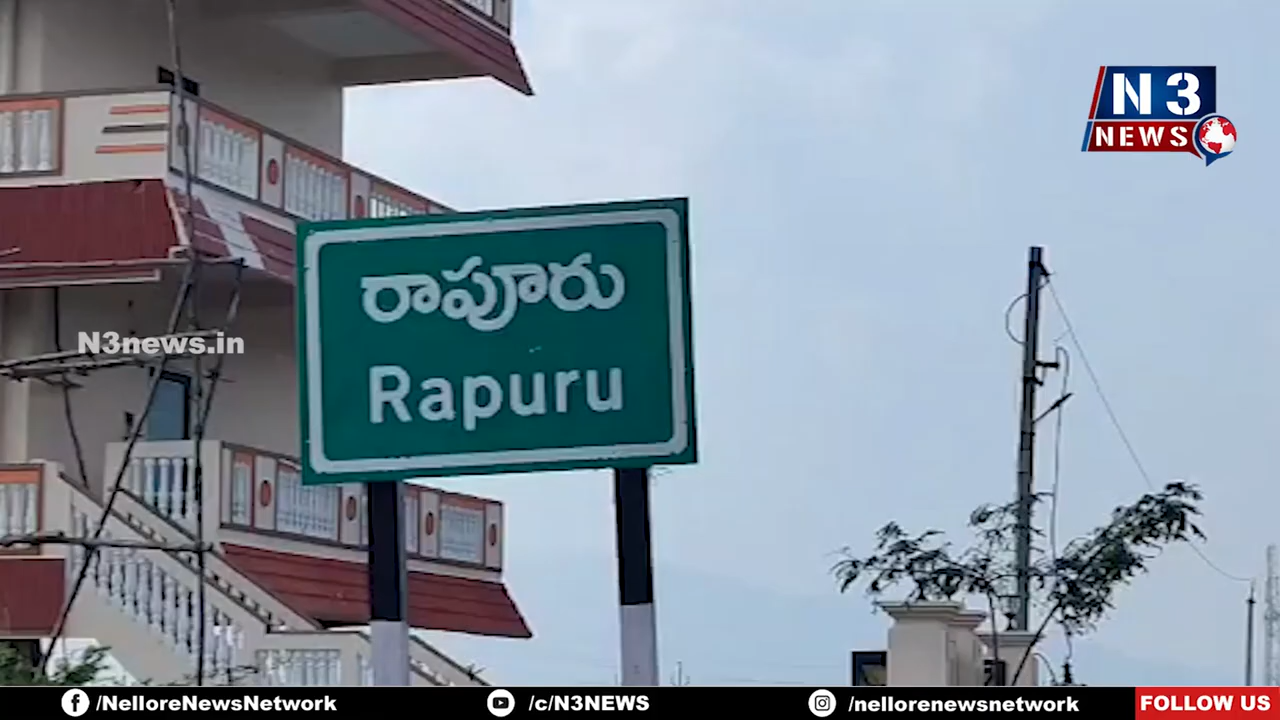 N3
NEWS
రాపూరు
Rapuru
N3news.in
/NelloreNewsNetwork
/c/N3NEWS
/nellorenewsnetwork
FOLLOW US